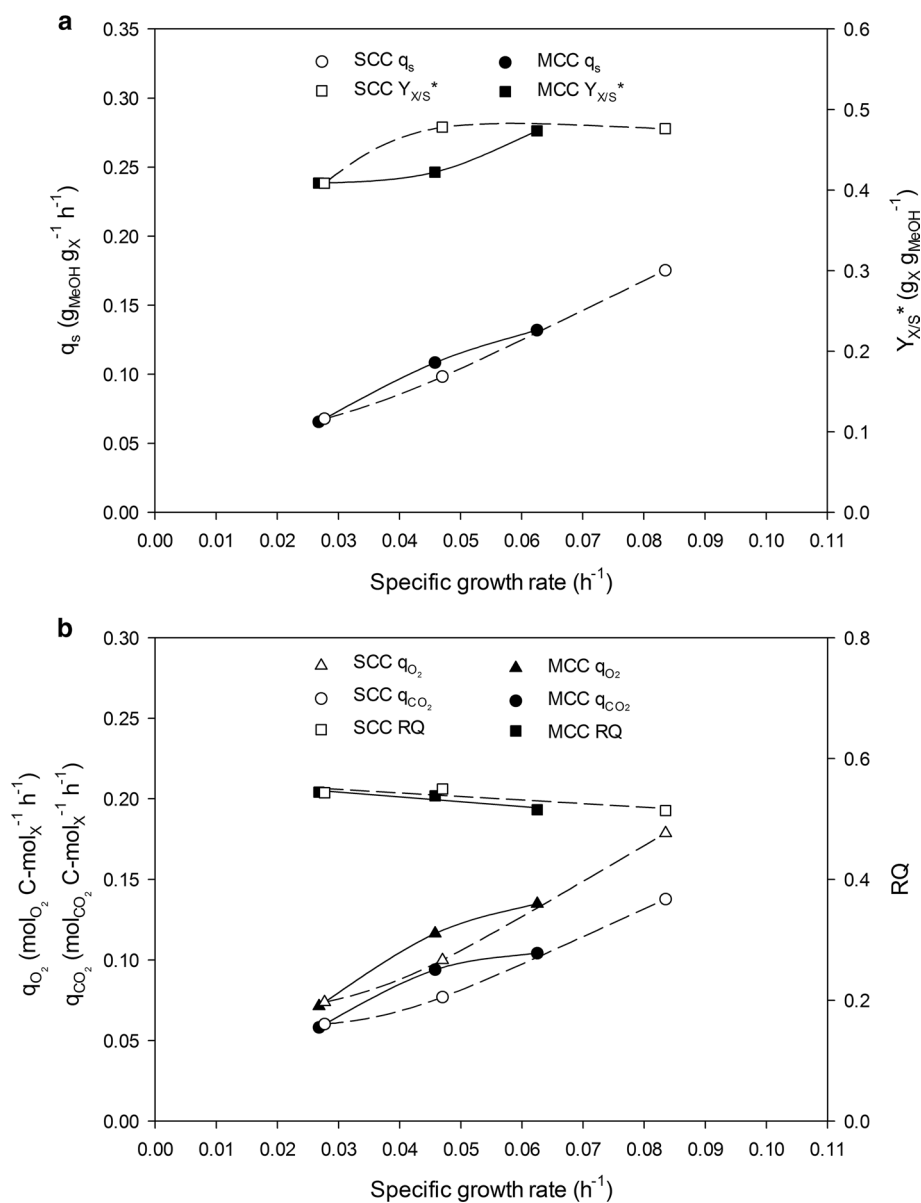 a
0.35
0.30
0.25
0.20
0.15
0.10
0.05
0.00
q_s (g_MeOH g_X^-1 h^-1)
SCC q_s
MCC q_s
SCC Y_X/S*
MCC Y_X/S*
0.6
0.5
0.4
0.3
0.2
0.1
0.0
Y_X/S* (g_X g_MeOH^-1)
0.00 0.01 0.02 0.03 0.04 0.05 0.06 0.07 0.08 0.09 0.10 0.11
Specific growth rate (h^-1)
b
0.30
0.25
0.20
0.15
0.10
0.05
0.00
q_O2 (mol_O2 C-mol_X^-1 h^-1)
q_CO2 (mol_CO2 C-mol_X^-1 h^-1)
SCC q_O2
MCC q_O2
SCC q_CO2
MCC q_CO2
SCC RQ
MCC RQ
0.8
0.6
0.4
0.2
0.0
RQ
0.00 0.01 0.02 0.03 0.04 0.05 0.06 0.07 0.08 0.09 0.10 0.11
Specific growth rate (h^-1)